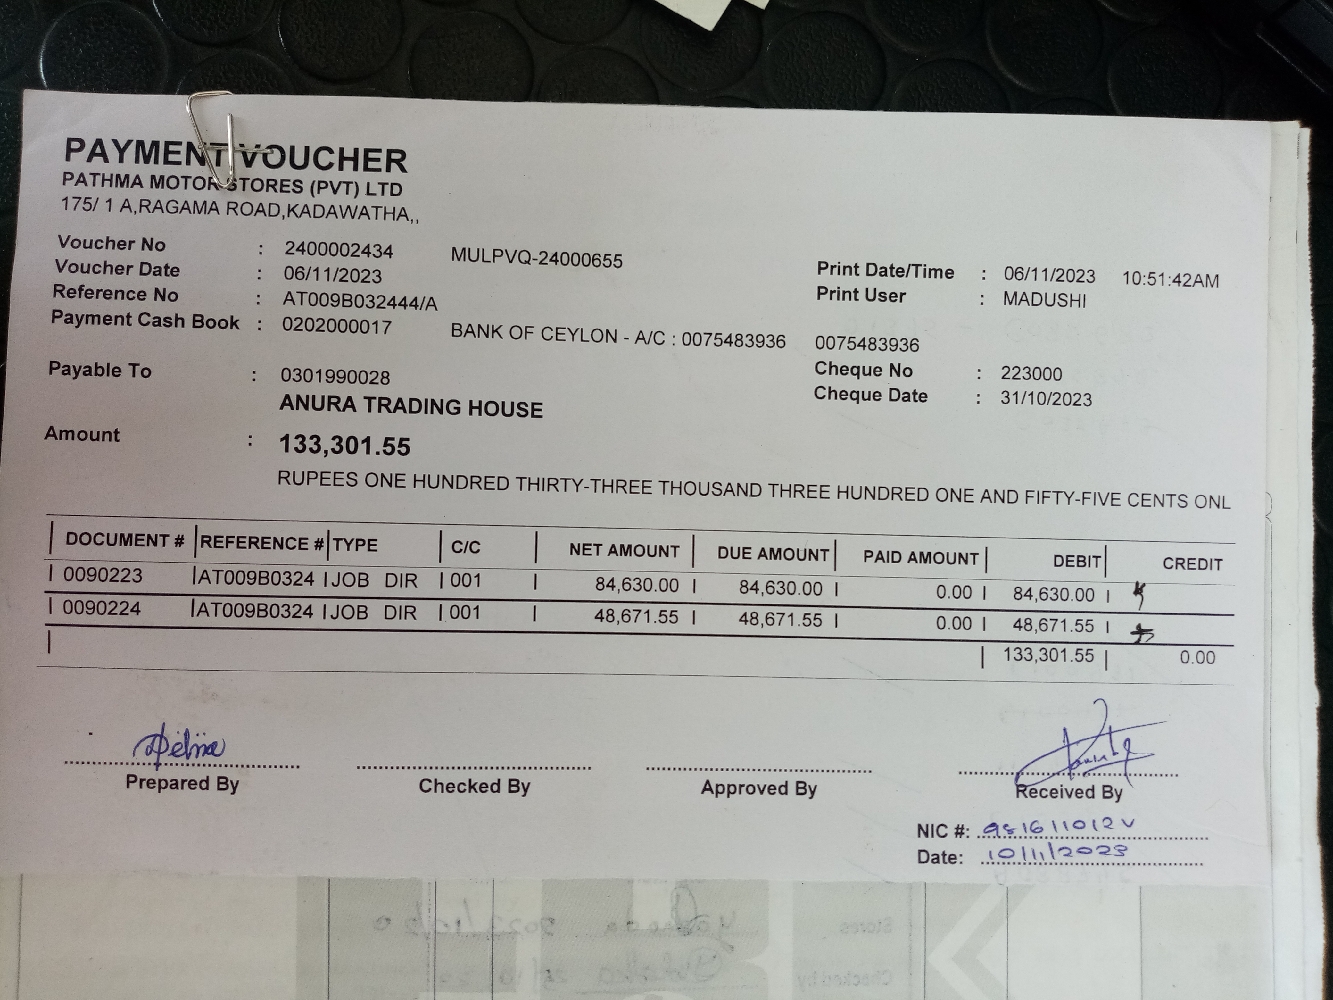 PAYMENT VOUCHER
PATHMA MOTOR STORES (PVT) LTD
175/ 1 A,RAGAMA ROAD,KADAWATHA,,
Voucher No : 2400002434 MULPVQ-24000655
Voucher Date : 06/11/2023
Reference No : AT009B032444/A
Payment Cash Book : 0202000017 BANK OF CEYLON - A/C : 0075483936 0075483936
Print Date/Time : 06/11/2023 10:51:42AM
Print User : MADUSHI
Payable To : 0301990028
ANURA TRADING HOUSE
Cheque No : 223000
Cheque Date : 31/10/2023
Amount : 133,301.55
RUPEES ONE HUNDRED THIRTY-THREE THOUSAND THREE HUNDRED ONE AND FIFTY-FIVE CENTS ONL
DOCUMENT # REFERENCE # TYPE C/C NET AMOUNT DUE AMOUNT PAID AMOUNT DEBIT CREDIT
0090223 AT009B0324 JOB DIR 001 84,630.00 84,630.00 0.00 84,630.00
0090224 AT009B0324 JOB DIR 001 48,671.55 48,671.55 0.00 48,671.55
133,301.55 0.00
Prepared By Checked By Approved By Received By
NIC #:
Date: 10/11/2023